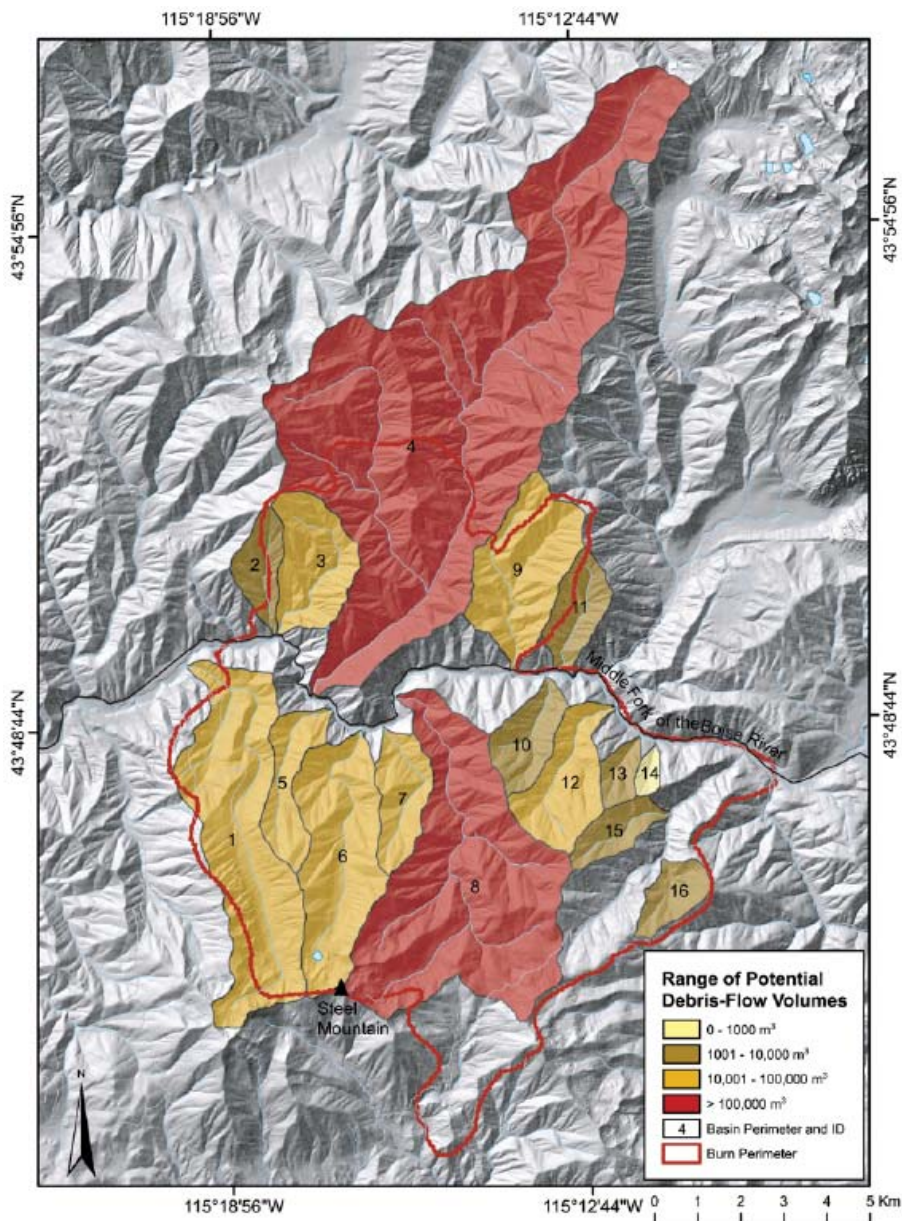 115°18'56"W
115°12'44"W
43°54'56"N
43°54'56"N
4
2
3
9
11
Middle Fork of the Boise River
43°48'44"N
43°48'44"N
10
5
12
13
14
7
1
6
15
8
16
Steel
Mountain
Range of Potential
Debris-Flow Volumes
0 - 1000 m³
1001 - 10,000 m³
10,001 - 100,000 m³
> 100,000 m³
4 Basin Perimeter and ID
Burn Perimeter
N
115°18'56"W
115°12'44"W
0 1 2 3 4 5 Km